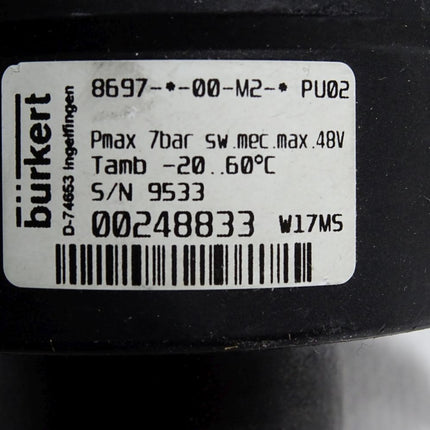 bürkert
D-74653 Ingelfingen
8697-*-00-M2-* PU02
Pmax 7bar sw.mec.max.48V
Tamb -20..60°C
S/N 9533
00248833 W17MS